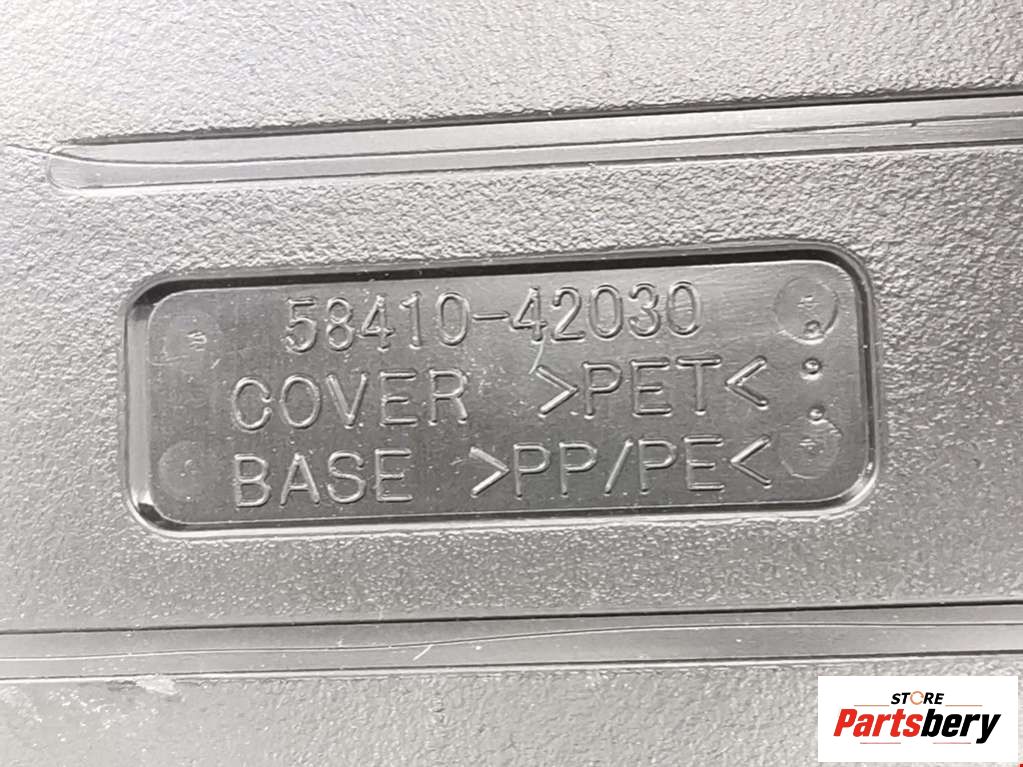 58410-42030
COVER >PET<
BASE >PP/PE<
STORE
Partsbery